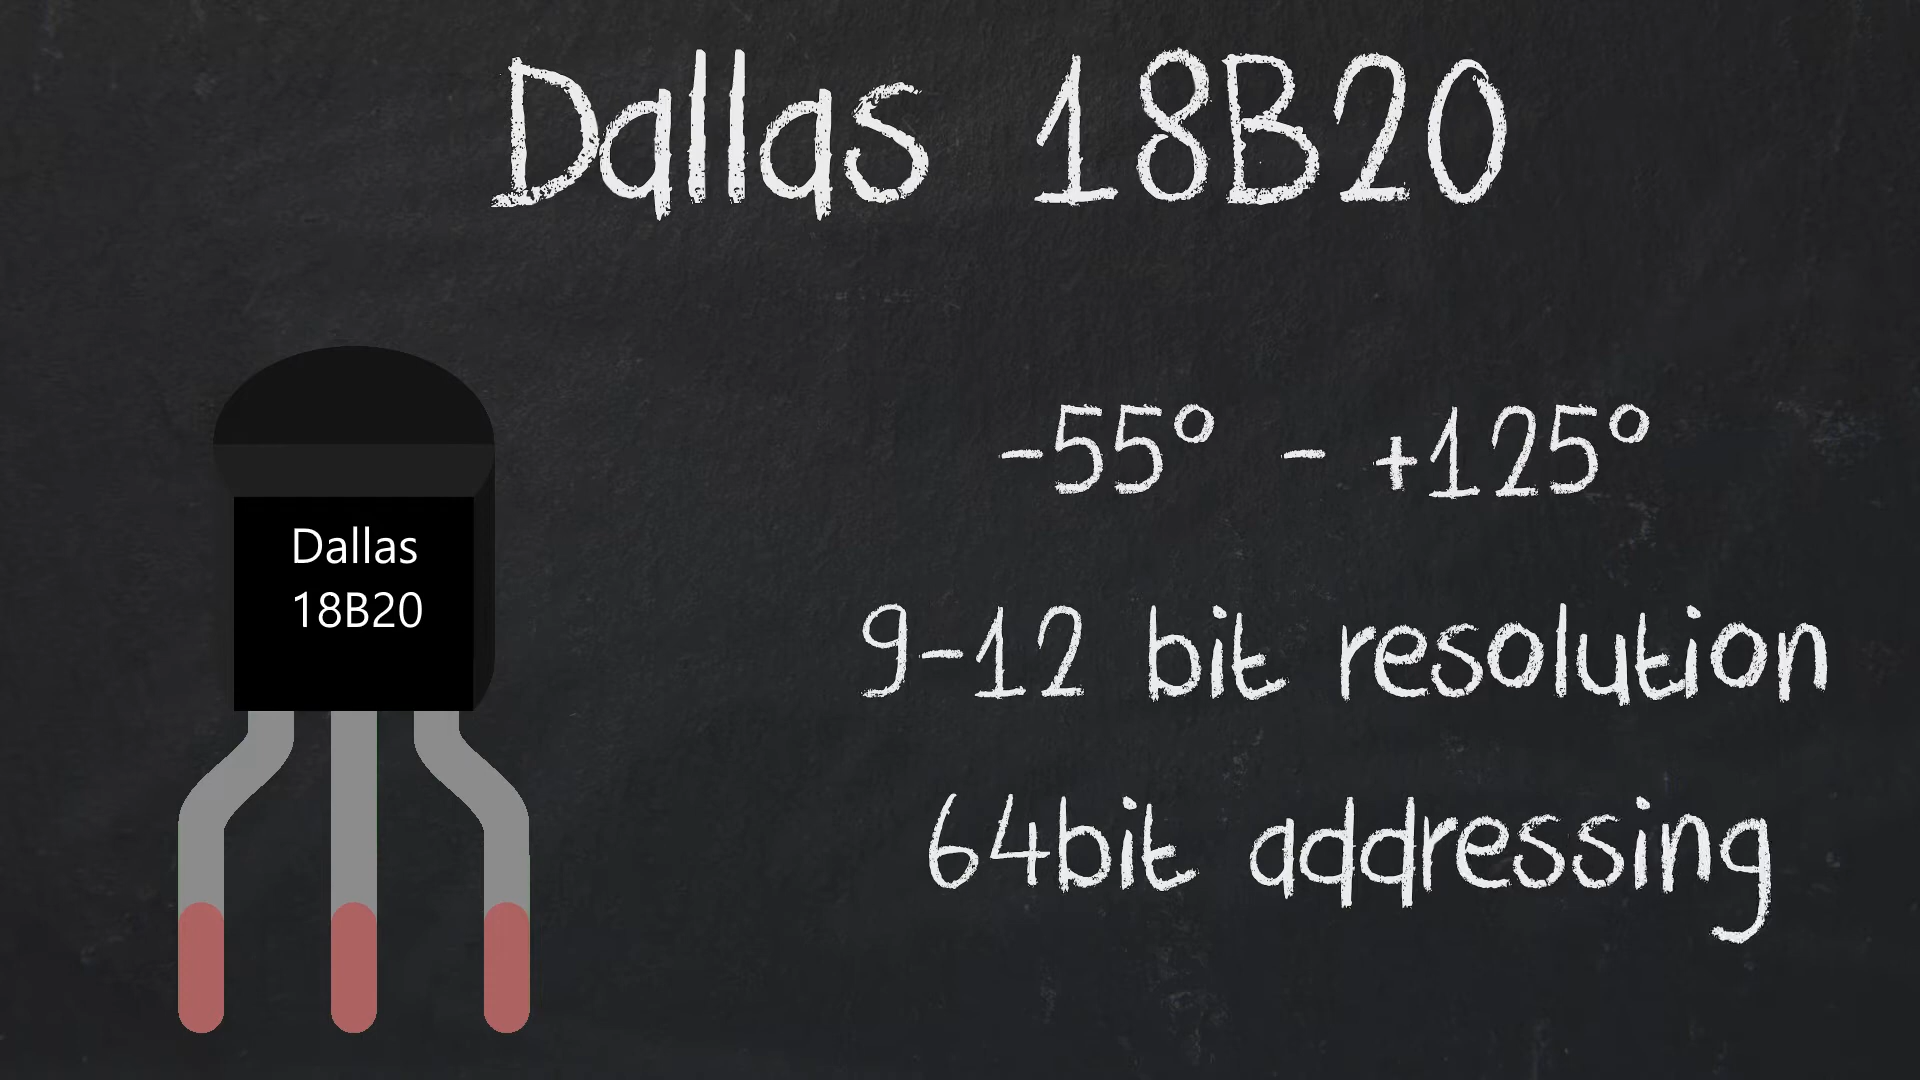 Dallas 18B20
Dallas
18B20
-55° - +125°
9-12 bit resolution
64bit addressing